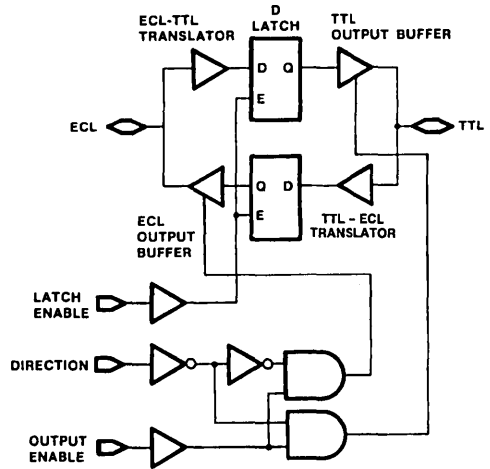 ECL-TTL
TRANSLATOR
D
LATCH
TTL
OUTPUT BUFFER
D Q
E
ECL
TTL
Q D
E
ECL
OUTPUT
BUFFER
TTL – ECL
TRANSLATOR
LATCH
ENABLE
DIRECTION
OUTPUT
ENABLE